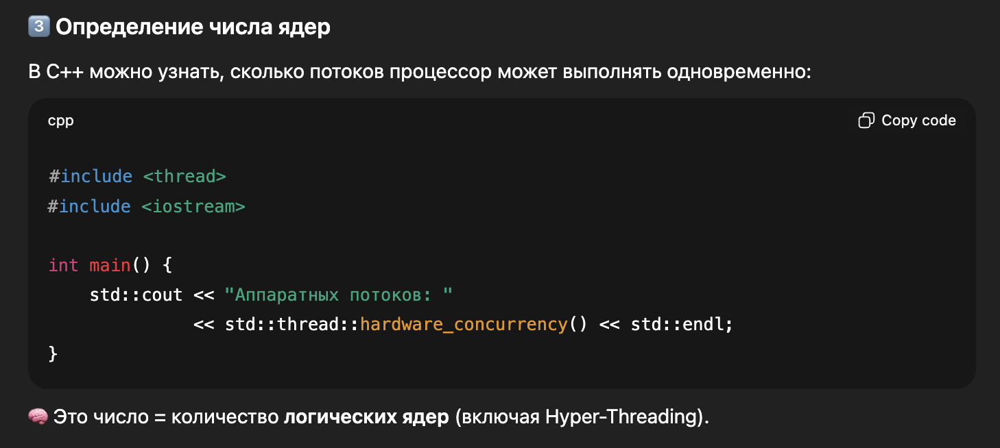 3️⃣ Определение числа ядер
В C++ можно узнать, сколько потоков процессор может выполнять одновременно:
cpp
Copy code
#include <thread>
#include <iostream>
int main() {
    std::cout << "Аппаратных потоков: "
              << std::thread::hardware_concurrency() << std::endl;
}
🧠 Это число = количество логических ядер (включая Hyper-Threading).